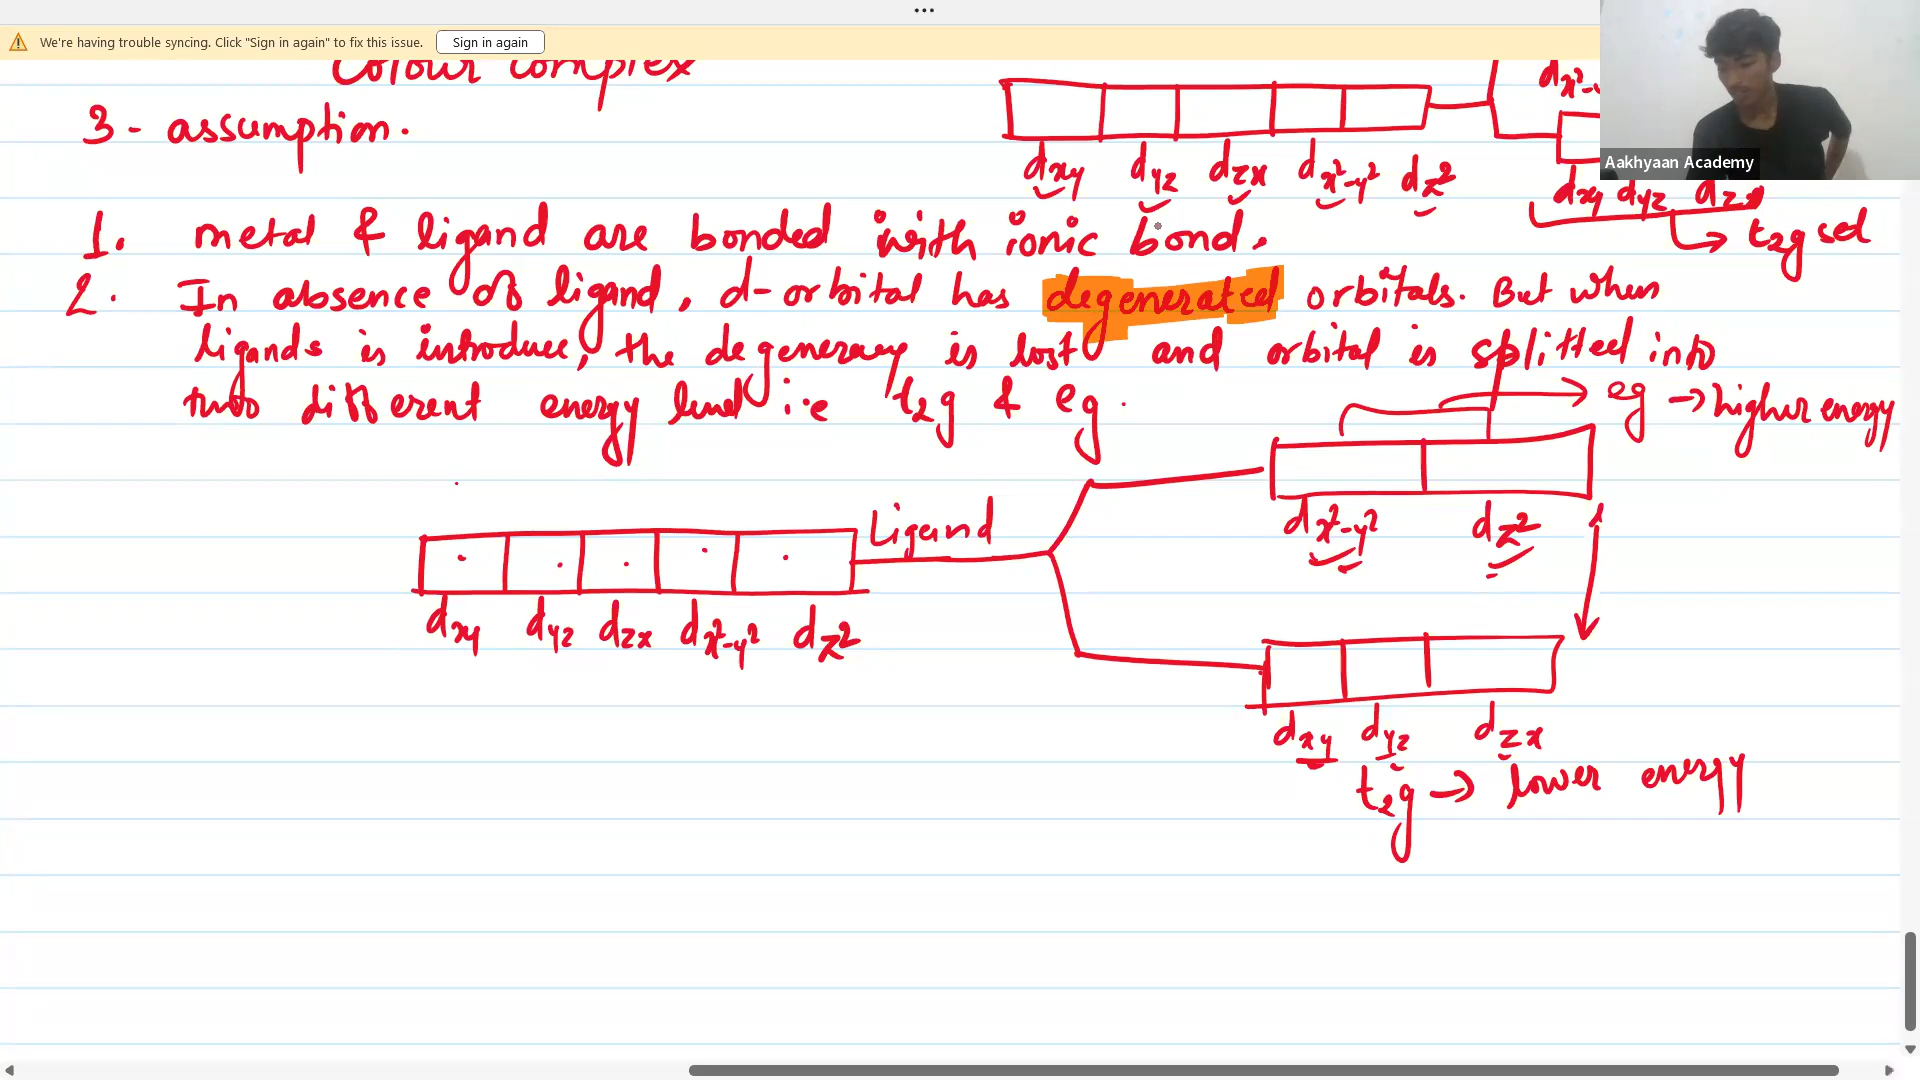 ...
We're having trouble syncing. Click "Sign in again" to fix this issue. Sign in again
Colour complex
3 - assumption.
dxy dyz dzx dx²-y² dz²
dxy dyz dzx
t2g set
Aakhyaan Academy
1. metal & ligand are bonded with ionic bond.
2. In absence of ligand, d-orbital has degenerated orbitals. But when
ligands is introduce, the degeneracy is lost and orbital is splitted into
two different energy level i.e t2g & eg.
eg → higher energy
Ligand
dx²-y² dz²
dxy dyz dzx dx²-y² dz²
dxy dyz dzx
t2g → lower energy